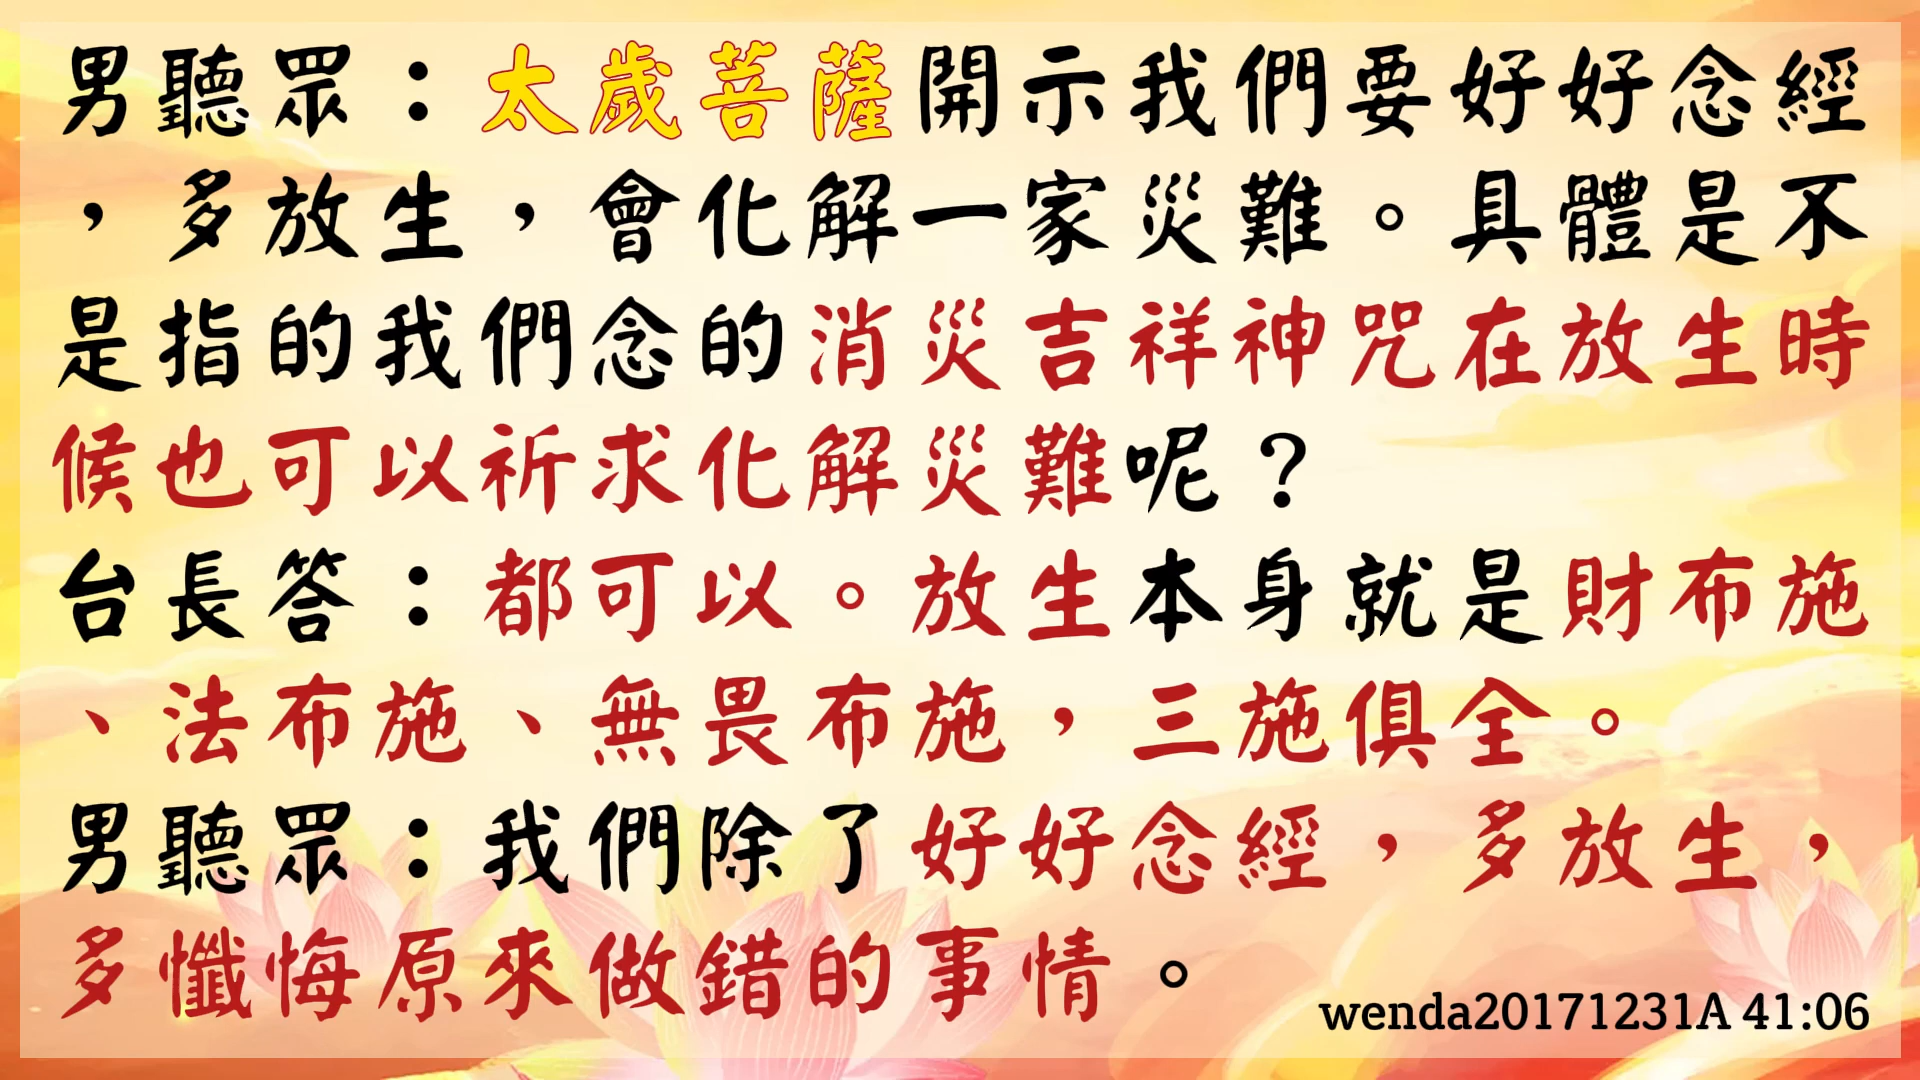 男聽眾：太歲菩薩開示我們要好好念經
，多放生，會化解一家災難。具體是不
是指的我們念的消災吉祥神咒在放生時
候也可以祈求化解災難呢？
台長答：都可以。放生本身就是財布施
、法布施、無畏布施，三施俱全。
男聽眾：我們除了好好念經，多放生，
多懺悔原來做錯的事情。
wenda20171231A 41:06